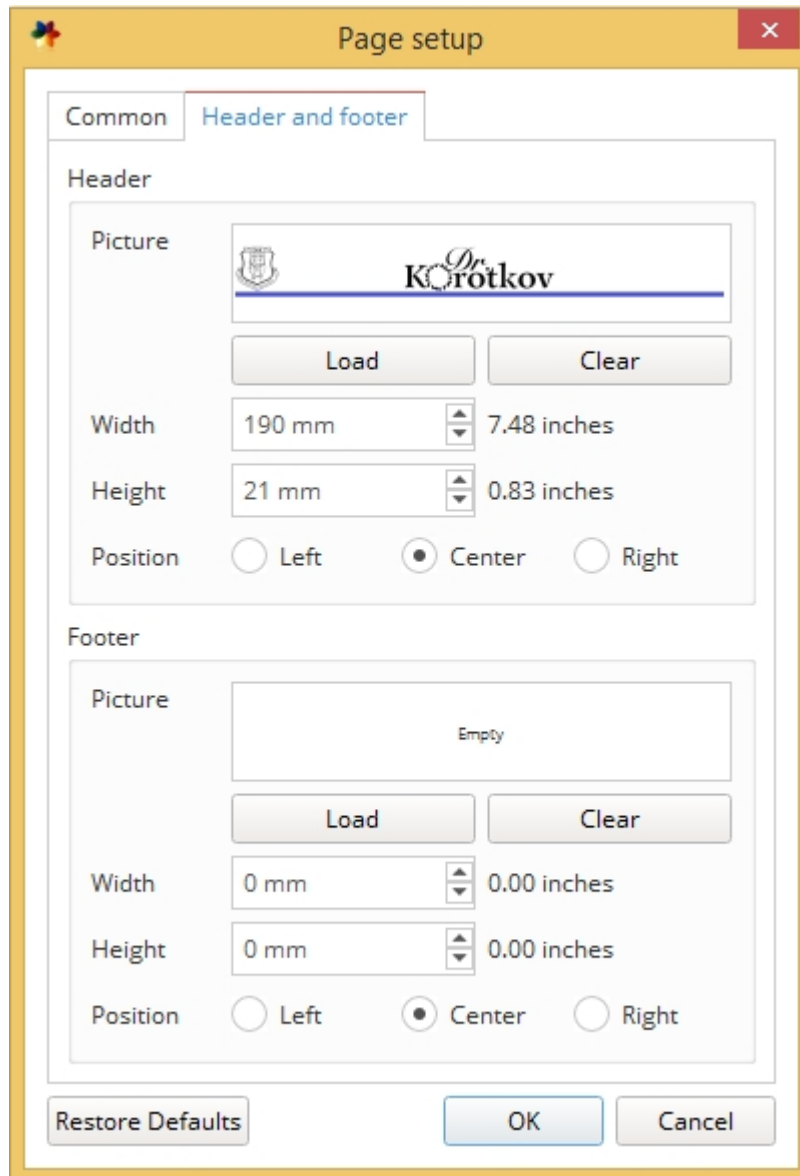 Page setup
Common Header and footer
Header
Picture
Dr.
Korotkov
Load Clear
Width 190 mm 7.48 inches
Height 21 mm 0.83 inches
Position Left Center Right
Footer
Picture
Empty
Load Clear
Width 0 mm 0.00 inches
Height 0 mm 0.00 inches
Position Left Center Right
Restore Defaults OK Cancel